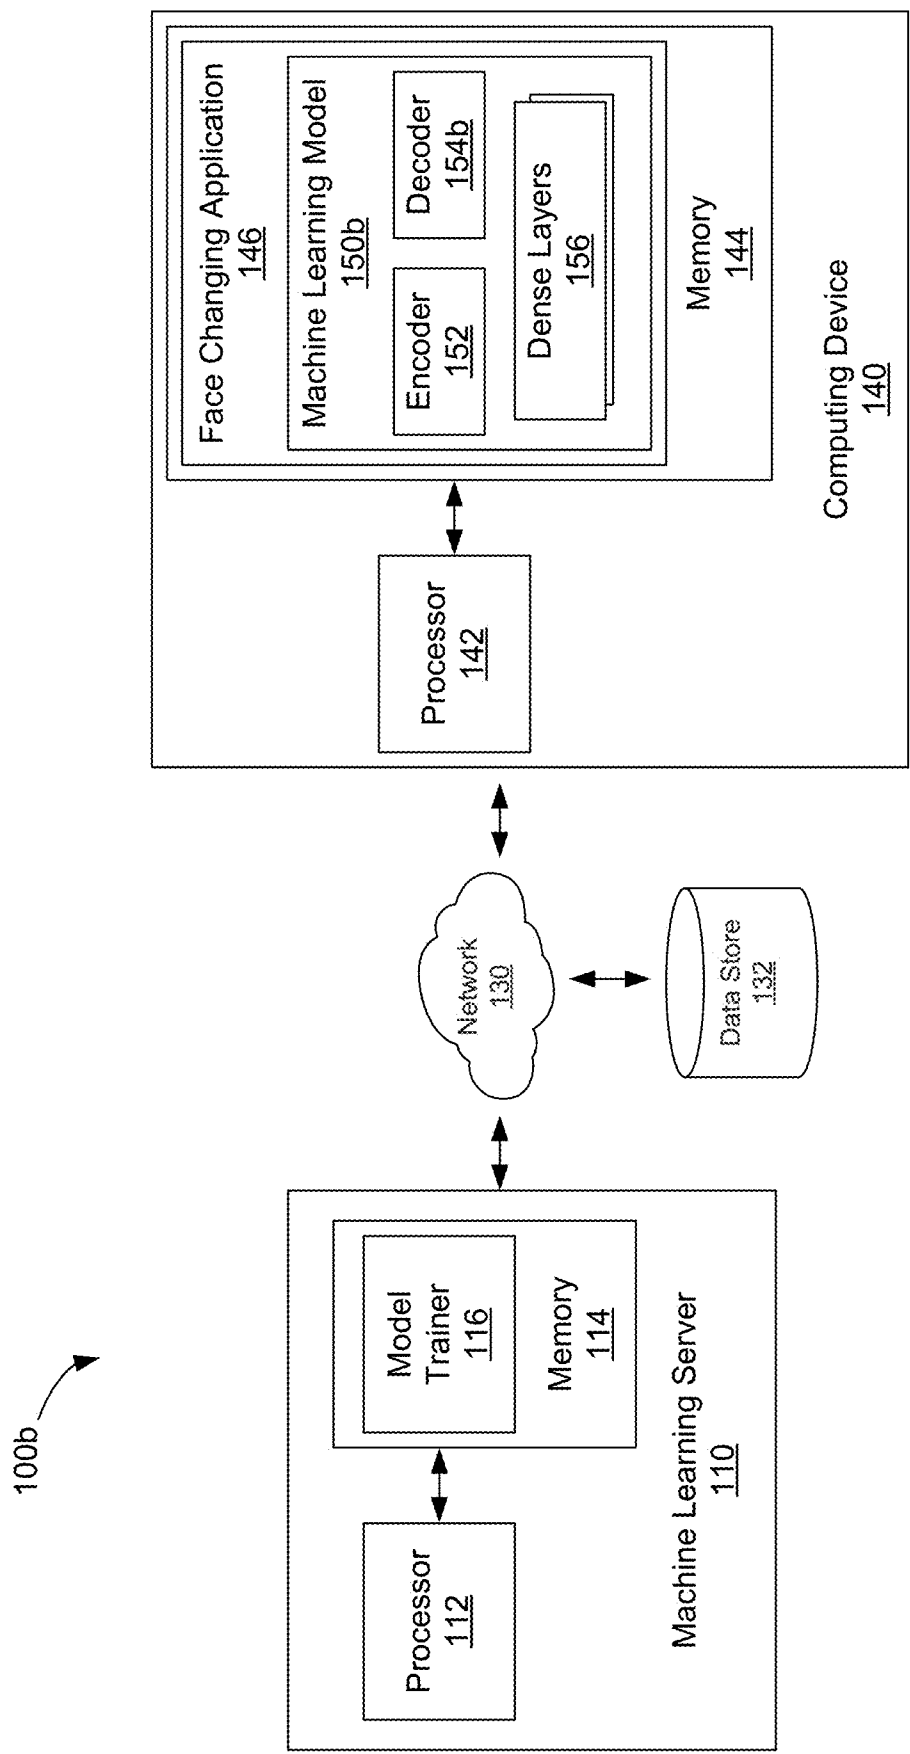 100b
Processor
112
Model
Trainer
116
Memory
114
Machine Learning Server
110
Network
130
Data Store
132
Processor
142
Face Changing Application
146
Machine Learning Model
150b
Encoder
152
Decoder
154b
Dense Layers
156
Memory
144
Computing Device
140